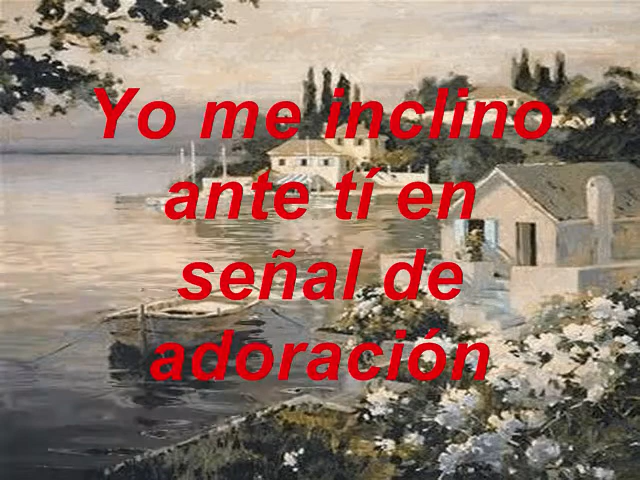 Yo me inclino
ante tí en
señal de
adoración